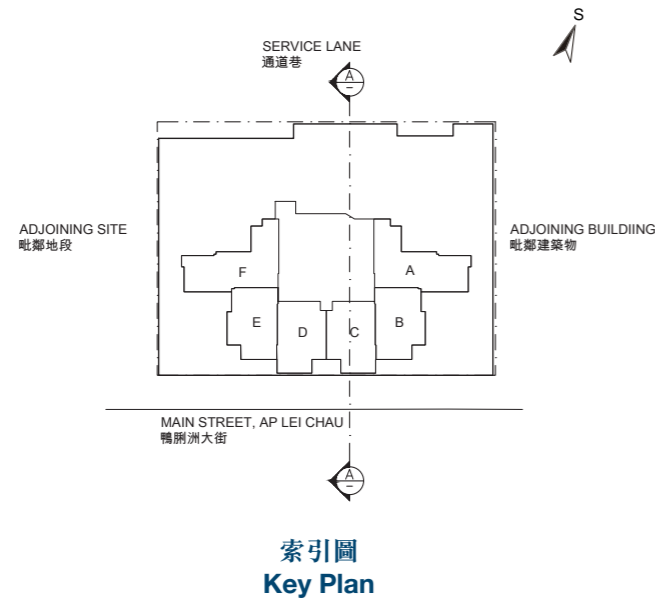 S
SERVICE LANE
通道巷
A
–
ADJOINING SITE
毗鄰地段
ADJOINING BUILDIING
毗鄰建築物
F
A
E
D
C
B
MAIN STREET, AP LEI CHAU
鴨脷洲大街
A
–
索引圖
Key Plan